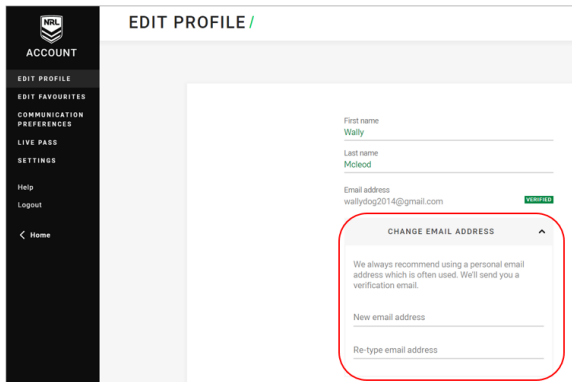 NRL
ACCOUNT
EDIT PROFILE
EDIT FAVOURITES
COMMUNICATION
PREFERENCES
LIVE PASS
SETTINGS
Help
Logout
< Home
EDIT PROFILE /
First name
Wally
Last name
Mcleod
Email address
wallydog2014@gmail.com VERIFIED
CHANGE EMAIL ADDRESS
We always recommend using a personal email
address which is often used. We'll send you a
verification email.
New email address
Re-type email address